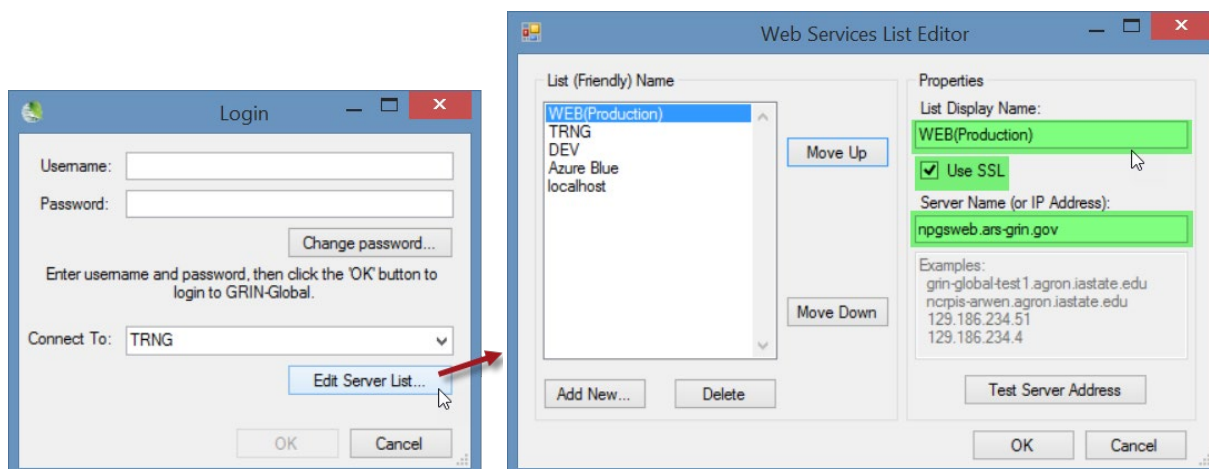 Login
Username:
Password:
Change password...
Enter username and password, then click the 'OK' button to
login to GRIN-Global.
Connect To: TRNG
Edit Server List...
OK Cancel
Web Services List Editor
List (Friendly) Name
WEB(Production)
TRNG
DEV
Azure Blue
localhost
Move Up
Move Down
Add New... Delete
Properties
List Display Name:
WEB(Production)
Use SSL
Server Name (or IP Address):
npgsweb.ars-grin.gov
Examples:
grin-global-test1.agron.iastate.edu
ncrpis-arwen.agron.iastate.edu
129.186.234.51
129.186.234.4
Test Server Address
OK Cancel